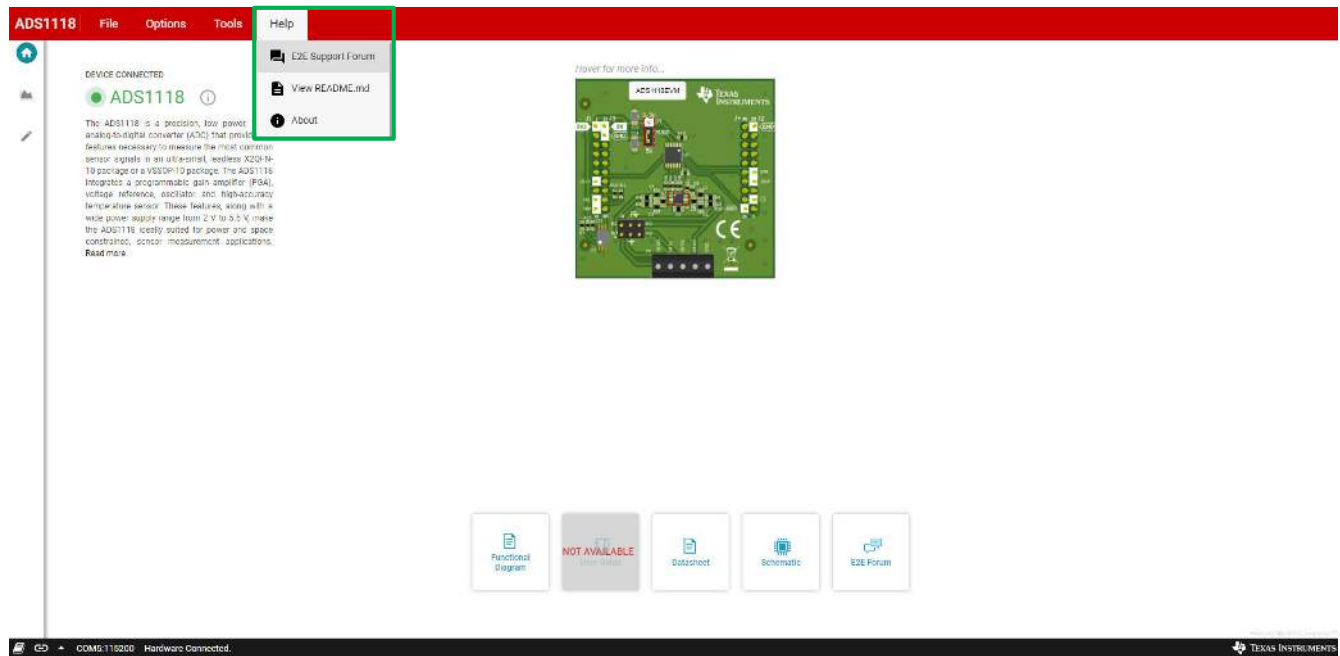 ADS1118 File Options Tools Help
E2E Support Forum
View README.md
About
DEVICE CONNECTED
ADS1118
The ADS1118 is a precision, low power
analog-to-digital converter (ADC) that provid
features necessary to measure the most common
sensor signals in an ultra-small, leadless X2QFN-
10 package or a VSSOP-10 package. The ADS1118
integrates a programmable gain amplifier (PGA),
voltage reference, oscillator and high-accuracy
temperature sensor. These features, along with a
wide power supply range from 2 V to 5.5 V, make
the ADS1118 ideally suited for power and space
constrained, sensor measurement applications.
Read more
Hover for more info...
ADS1118EVM
TEXAS INSTRUMENTS
CE
Functional
Diagram
NOT AVAILABLE
Datasheet
Schematic
E2E Forum
COM5:115200 Hardware Connected.
TEXAS INSTRUMENTS